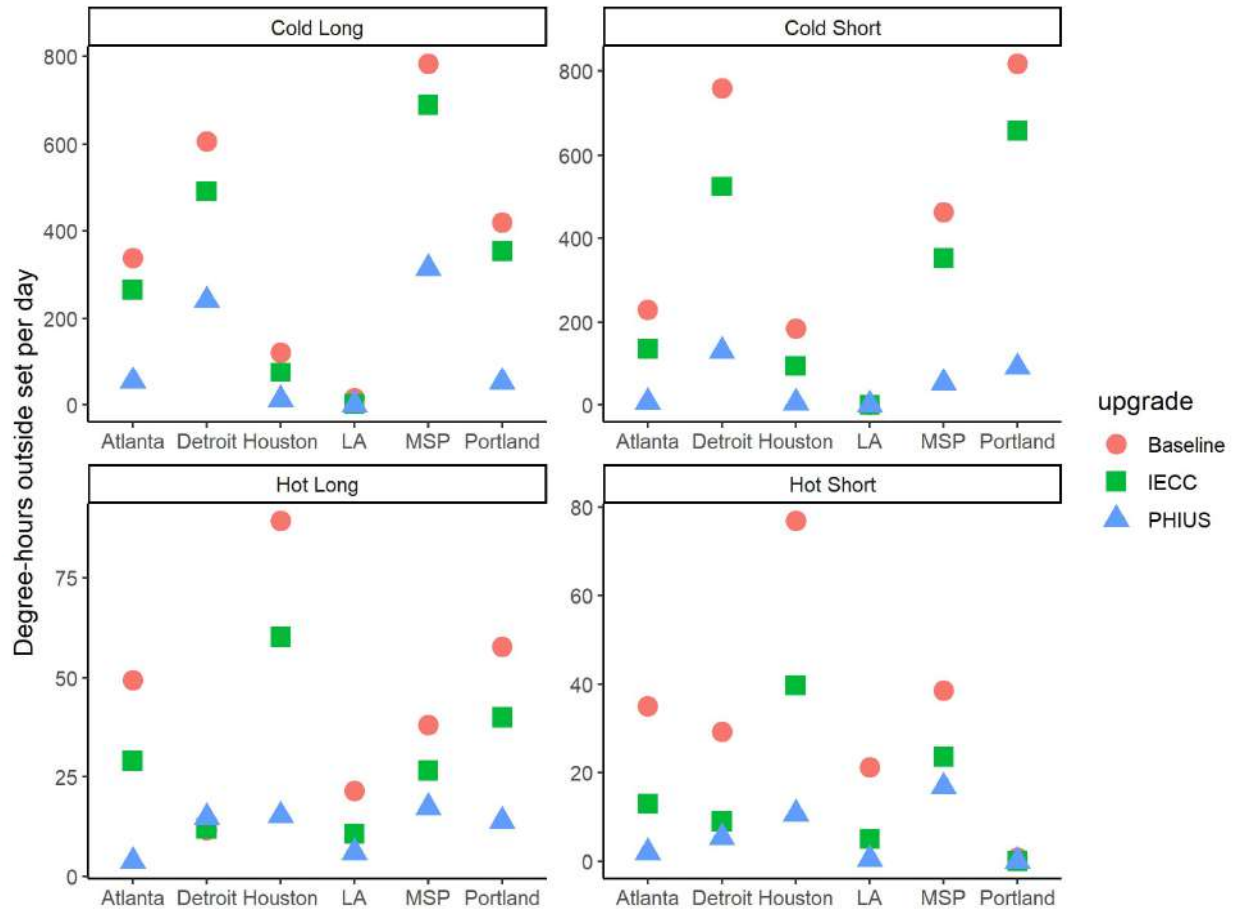 Cold Long
Cold Short
800
600
400
200
0
Atlanta Detroit Houston LA MSP Portland
800
600
400
200
0
Atlanta Detroit Houston LA MSP Portland
Hot Long
Hot Short
75
50
25
0
Atlanta Detroit Houston LA MSP Portland
80
60
40
20
0
Atlanta Detroit Houston LA MSP Portland
Degree-hours outside set per day
upgrade
Baseline
IECC
PHIUS